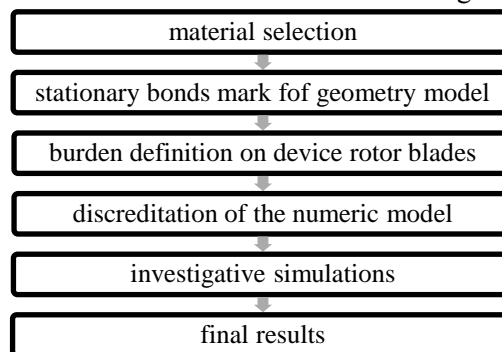 material selection
stationary bonds mark fof geometry model
burden definition on device rotor blades
discreditation of the numeric model
investigative simulations
final results